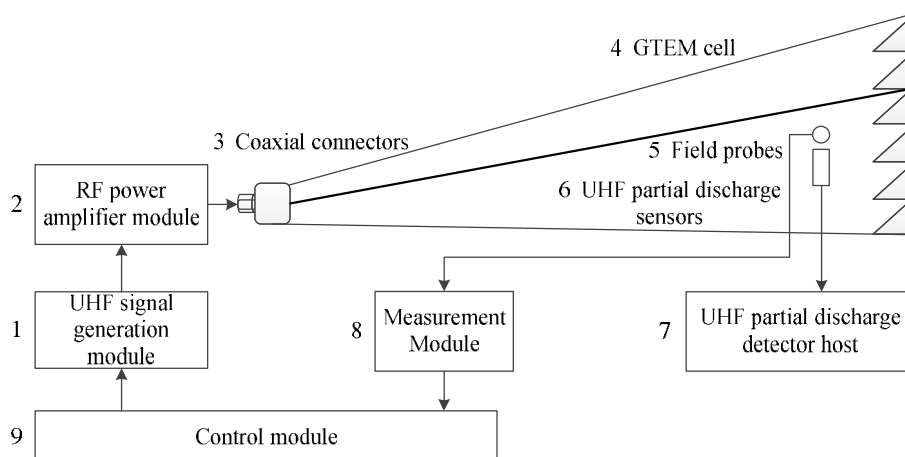 4 GTEM cell
3 Coaxial connectors
5 Field probes
6 UHF partial discharge
sensors
2
RF power
amplifier module
1
UHF signal
generation
module
8
Measurement
Module
7
UHF partial discharge
detector host
9
Control module